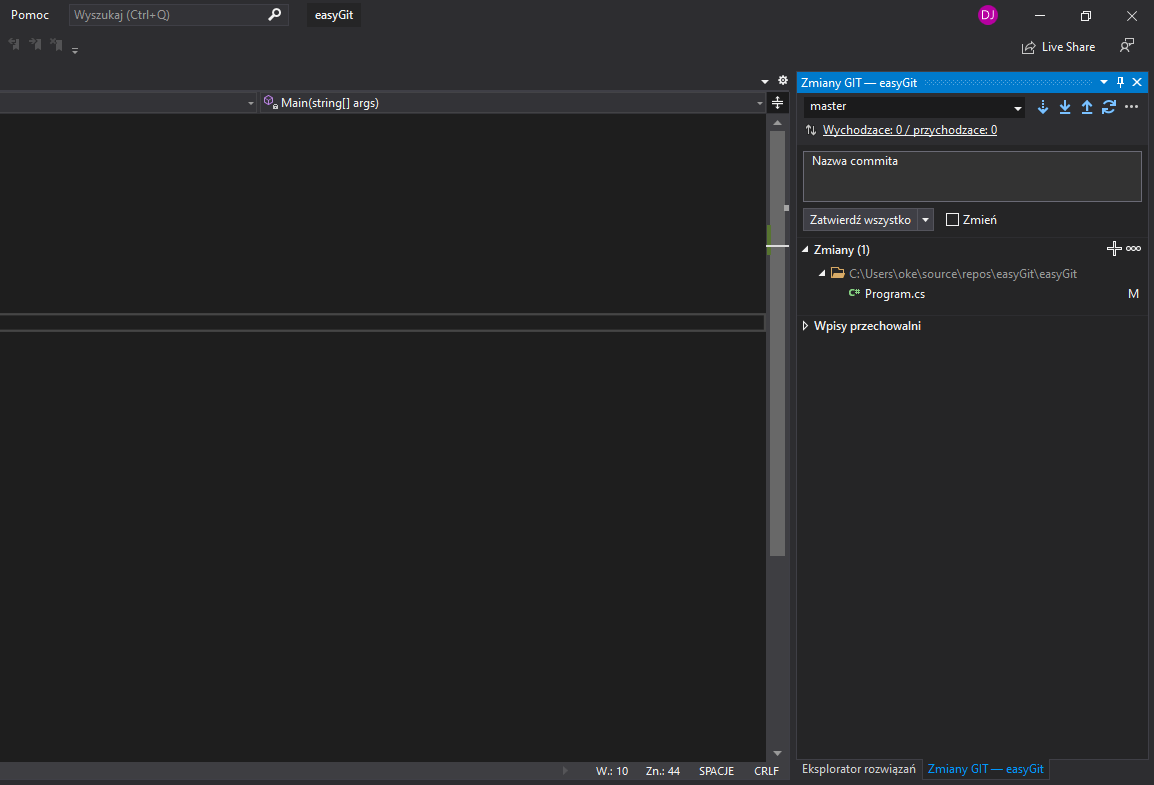 Pomoc Wyszukaj (Ctrl+Q) easyGit DJ
Live Share
Zmiany GIT — easyGit
Main(string[] args)
master
Wychodzące: 0 / przychodzące: 0
Nazwa commita
Zatwierdź wszystko Zmień
Zmiany (1)
C:\Users\oke\source\repos\easyGit\easyGit
C# Program.cs M
Wpisy przechowalni
W.: 10 Zn.: 44 SPACJE CRLF
Eksplorator rozwiązań Zmiany GIT — easyGit